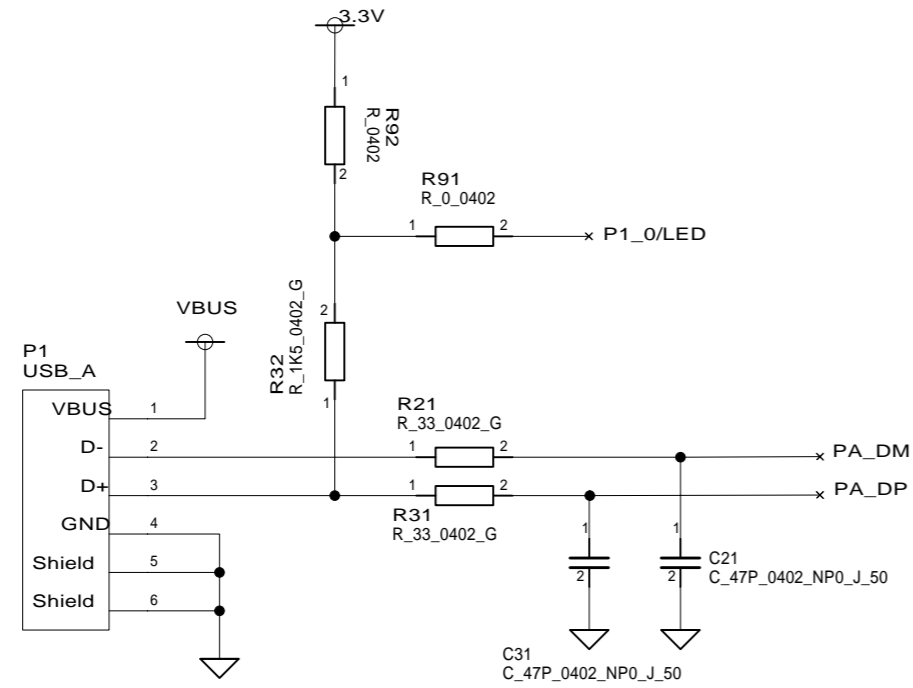 3.3V
1
R92
R_0402
2
R91
R_0_0402
1
2
P1_0/LED
VBUS
2
R32
R_1K5_0402_G
1
P1
USB_A
VBUS
1
D-
2
D+
3
GND
4
Shield
5
Shield
6
R21
R_33_0402_G
1
2
PA_DM
1
2
PA_DP
R31
R_33_0402_G
1
2
1
2
C21
C_47P_0402_NP0_J_50
C31
C_47P_0402_NP0_J_50